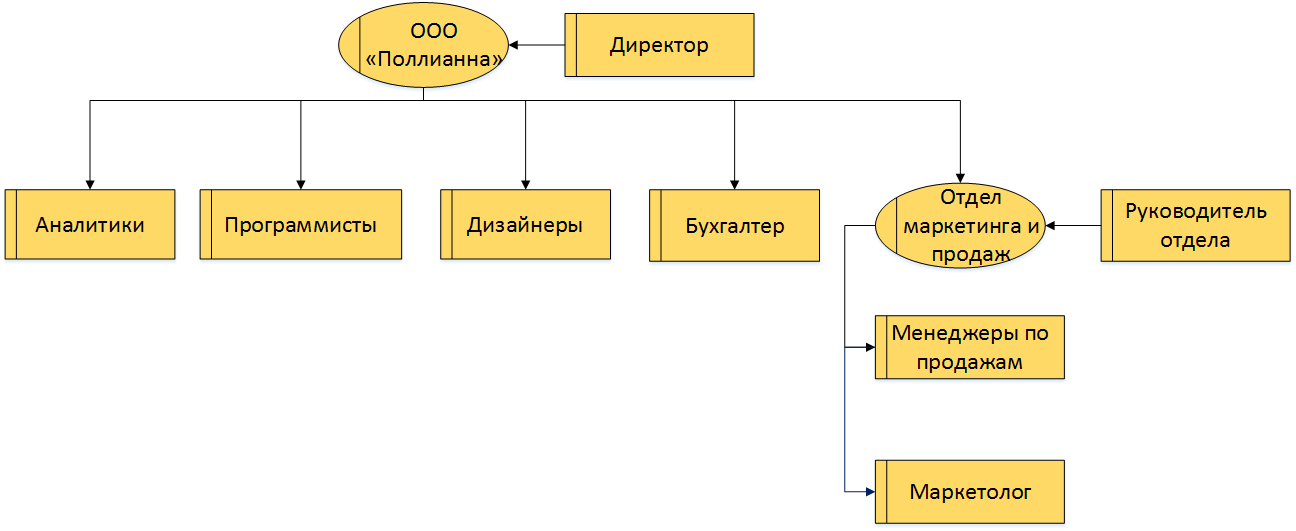 ООО
«Поллианна»
Директор
Аналитики
Программисты
Дизайнеры
Бухгалтер
Отдел
маркетинга и
продаж
Руководитель
отдела
Менеджеры по
продажам
Маркетолог